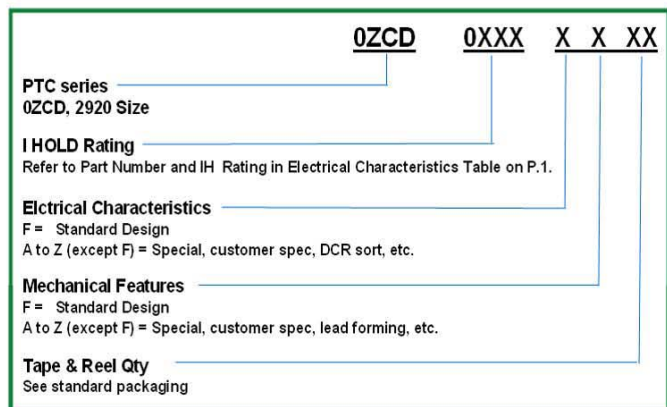 0ZCD 0XXX X X XX
PTC series
0ZCD, 2920 Size
I HOLD Rating
Refer to Part Number and IH Rating in Electrical Characteristics Table on P.1.
Elctrical Characteristics
F = Standard Design
A to Z (except F) = Special, customer spec, DCR sort, etc.
Mechanical Features
F = Standard Design
A to Z (except F) = Special, customer spec, lead forming, etc.
Tape & Reel Qty
See standard packaging